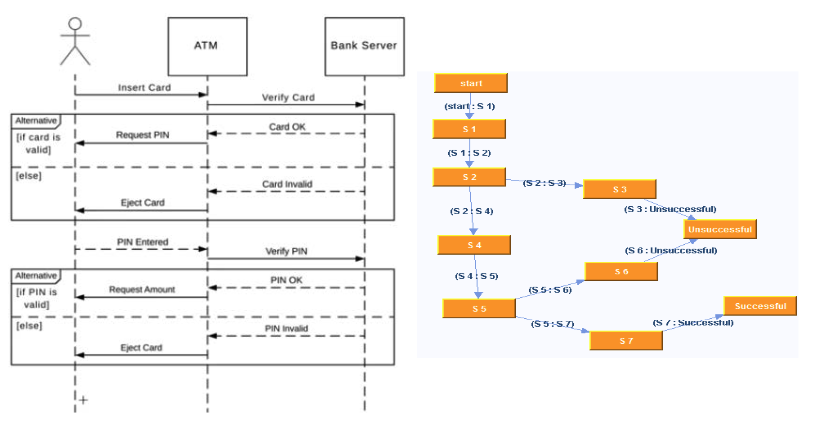 ATM
Bank Server
Insert Card
Verify Card
Alternative
[if card is
valid]
Card OK
Request PIN
[else]
Card Invalid
Eject Card
PIN Entered
Verify PIN
Alternative
[if PIN is
valid]
PIN OK
Request Amount
[else]
PIN Invalid
Eject Card
start
(start : S 1)
S 1
(S 1 : S 2)
S 2
(S 2 : S 3)
S 3
(S 3 : Unsuccessful)
Unsuccessful
(S 2 : S 4)
S 4
(S 6 : Unsuccessful)
S 6
(S 4 : S 5)
(S 5 : S 6)
S 5
Successful
(S 5 : S 7)
(S 7 : Successful)
S 7